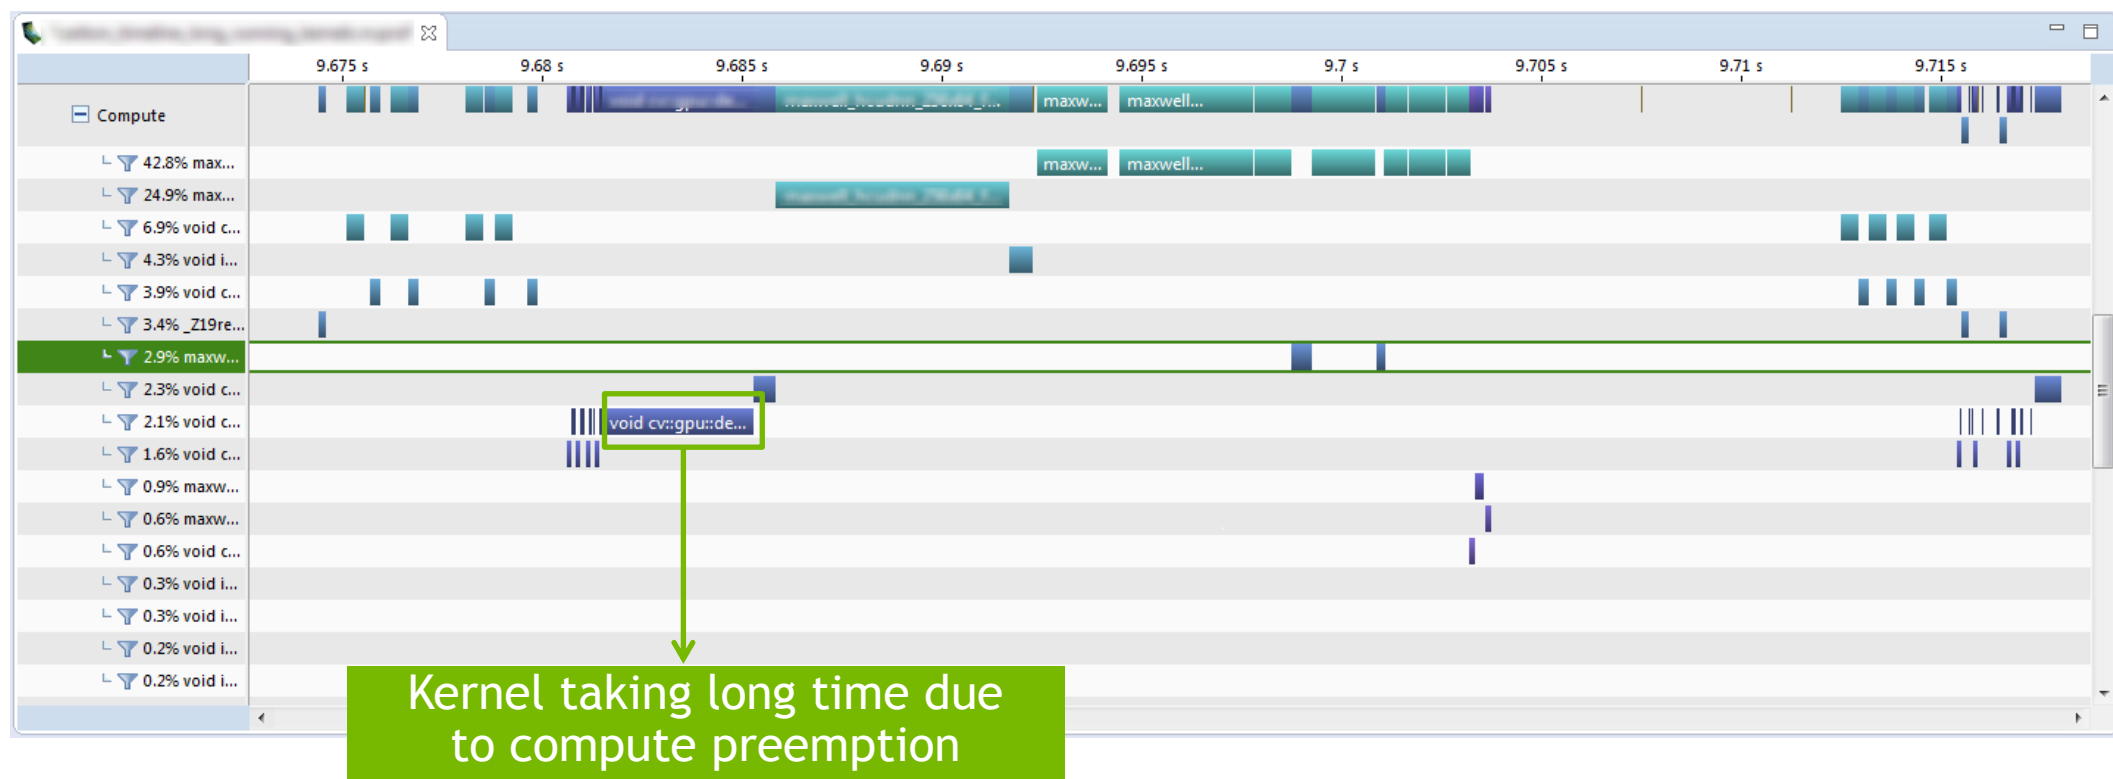 9.675 s 9.68 s 9.685 s 9.69 s 9.695 s 9.7 s 9.705 s 9.71 s 9.715 s
Compute
maxw... maxwell...
42.8% max...
maxw... maxwell...
24.9% max...
6.9% void c...
4.3% void i...
3.9% void c...
3.4% _Z19re...
2.9% maxw...
2.3% void c...
2.1% void c...
void cv::gpu::de...
1.6% void c...
0.9% maxw...
0.6% maxw...
0.6% void c...
0.3% void i...
0.3% void i...
0.2% void i...
0.2% void i...
Kernel taking long time due
to compute preemption